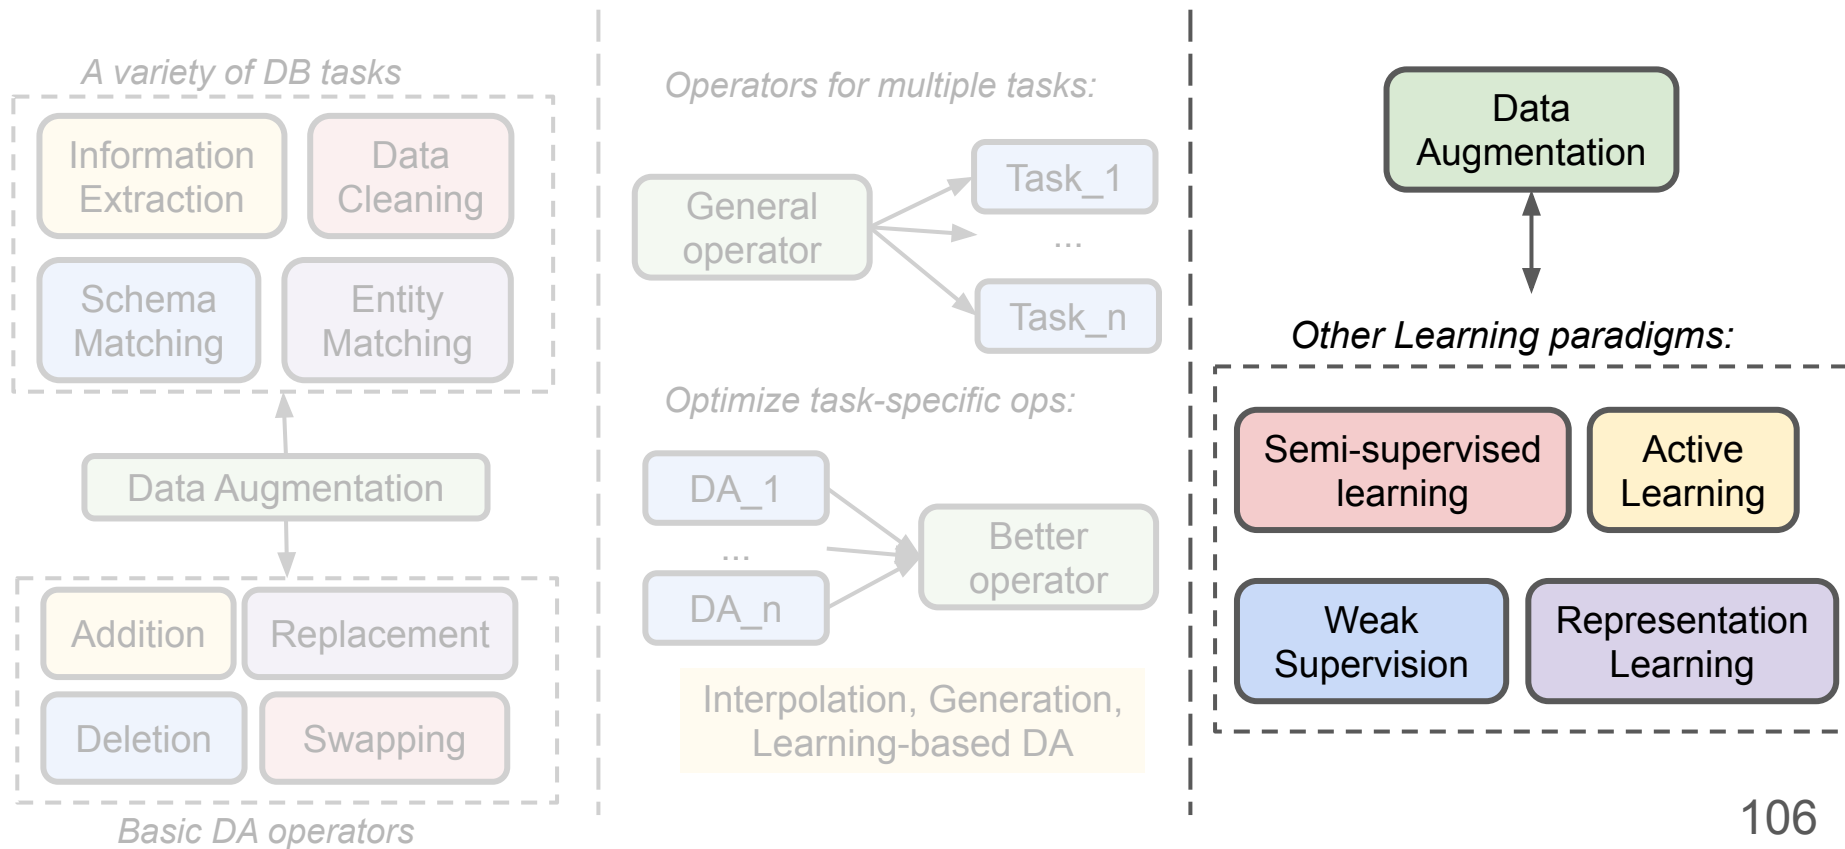 A variety of DB tasks
Information
Extraction
Data
Cleaning
Schema
Matching
Entity
Matching
Data Augmentation
Addition
Replacement
Deletion
Swapping
Basic DA operators
Operators for multiple tasks:
General
operator
Task_1
...
Task_n
Optimize task-specific ops:
DA_1
...
DA_n
Better
operator
Interpolation, Generation,
Learning-based DA
Data
Augmentation
Other Learning paradigms:
Semi-supervised
learning
Active
Learning
Weak
Supervision
Representation
Learning
106